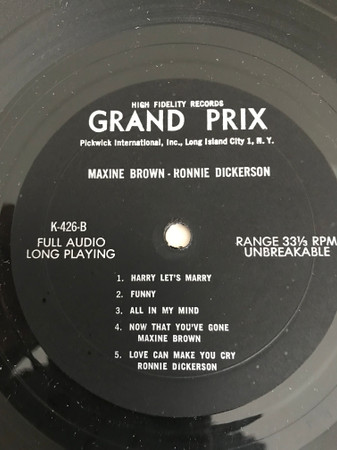 HIGH FIDELITY RECORDS
GRAND PRIX
Pickwick International, Inc., Long Island City 1, N. Y.
MAXINE BROWN - RONNIE DICKERSON
K-426-B
FULL AUDIO
LONG PLAYING
RANGE 33⅓ RPM
UNBREAKABLE
1. HARRY LET'S MARRY
2. FUNNY
3. ALL IN MY MIND
4. NOW THAT YOU'VE GONE
MAXINE BROWN
5. LOVE CAN MAKE YOU CRY
RONNIE DICKERSON